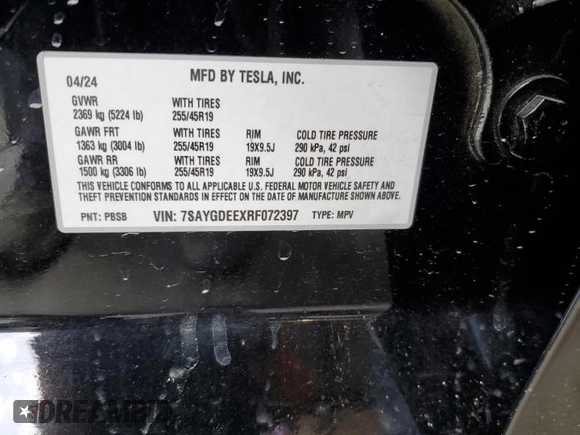 04/24 MFD BY TESLA, INC.
GVWR WITH TIRES
2369 kg (5224 lb) 255/45R19
GAWR FRT WITH TIRES RIM COLD TIRE PRESSURE
1363 kg (3004 lb) 255/45R19 19X9.5J 290 kPa, 42 psi
GAWR RR WITH TIRES RIM COLD TIRE PRESSURE
1500 kg (3306 lb) 255/45R19 19X9.5J 290 kPa, 42 psi
THIS VEHICLE CONFORMS TO ALL APPLICABLE U.S. FEDERAL MOTOR VEHICLE SAFETY AND
THEFT PREVENTION STANDARDS IN EFFECT ON THE DATE OF MANUFACTURE SHOWN ABOVE.
PNT: PBSB VIN: 7SAYGDEEXRF072397 TYPE: MPV